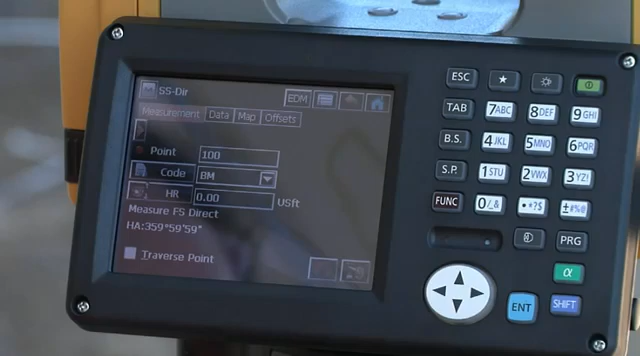 SS-Dir
EDM
Measurement Data Map Offsets
Point 100
Code BM
HR 0.00 USft
Measure FS Direct
HA:359°59'59"
Traverse Point
ESC ★
TAB 7ABC 8DEF 9GHI
B.S. 4JKL 5MNO 6PQR
S.P. 1STU 2VWX 3YZ!
FUNC 0/_& •*?$ ±#%@
PRG
α
ENT SHIFT